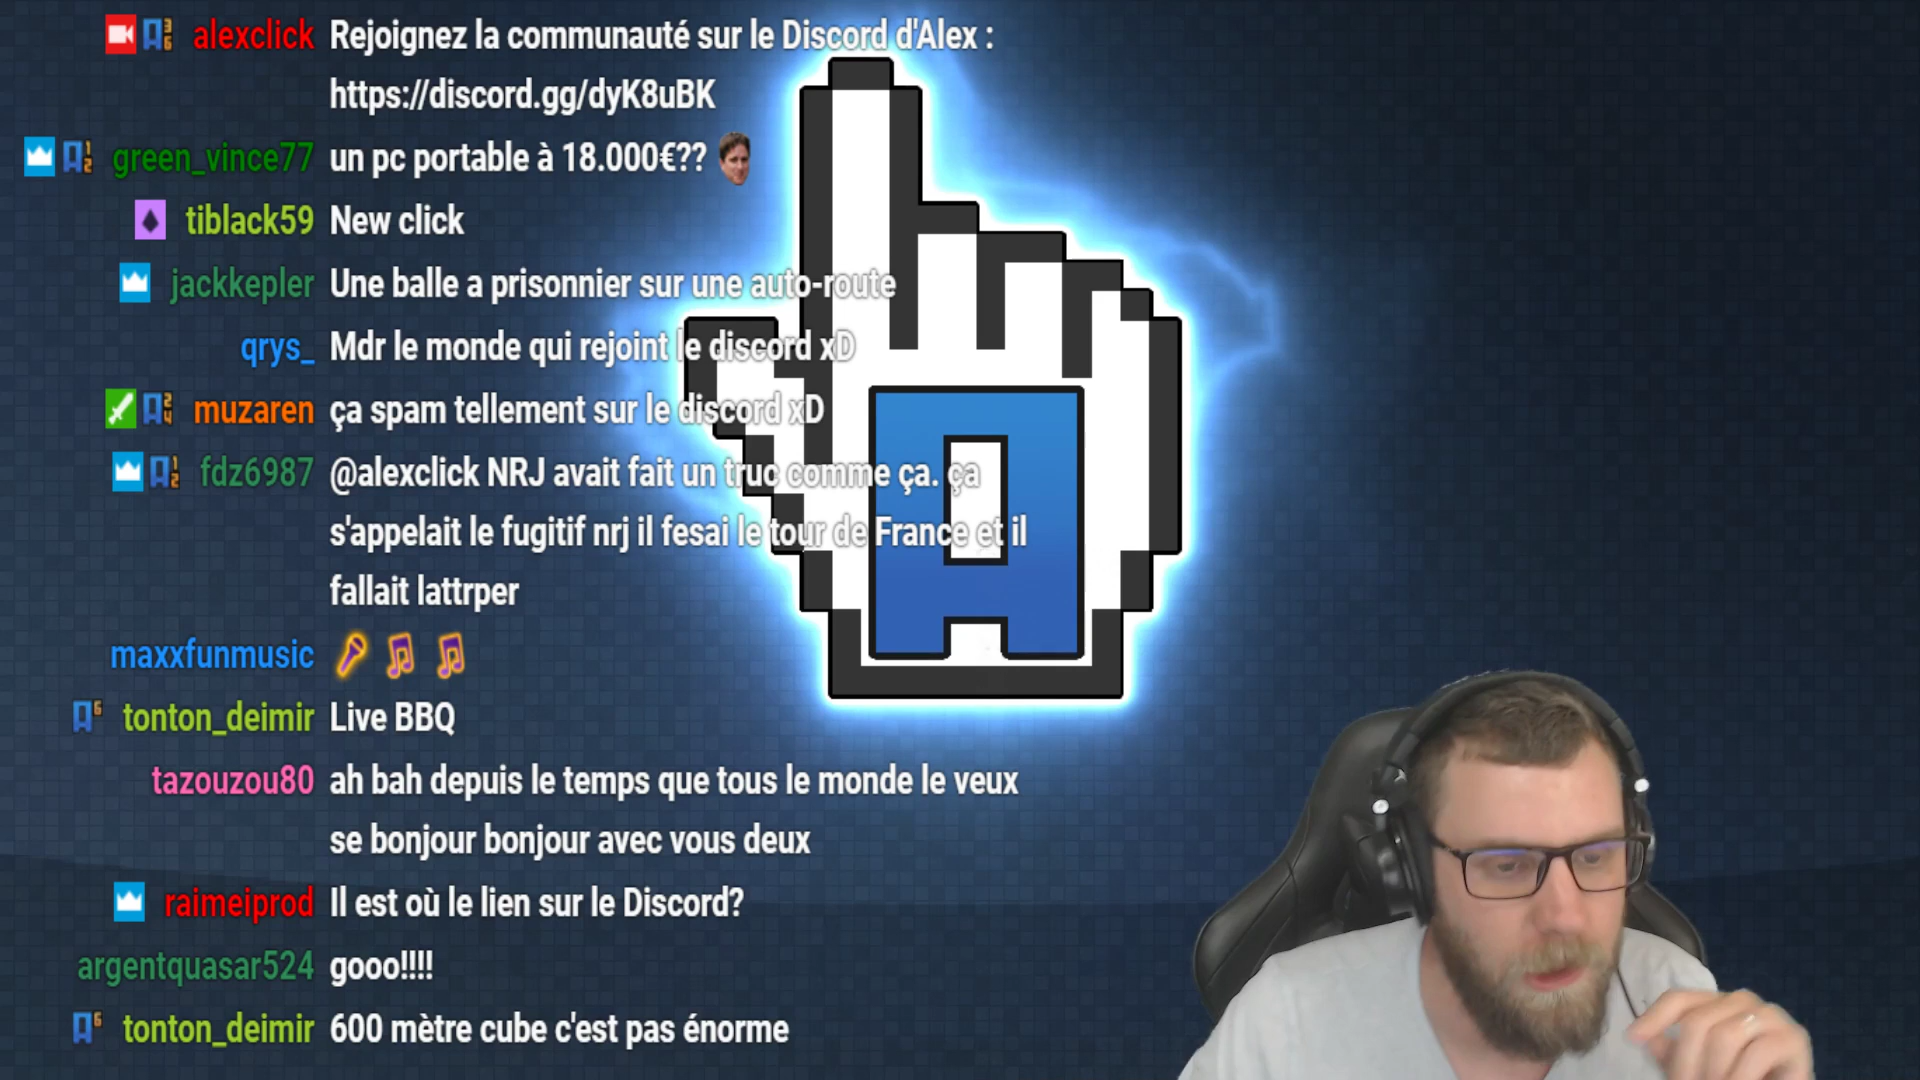 alexclick Rejoignez la communauté sur le Discord d'Alex :
https://discord.gg/dyK8uBK
green_vince77 un pc portable à 18.000€??
tiblack59 New click
jackkepler Une balle a prisonnier sur une auto-route
qrys_ Mdr le monde qui rejoint le discord xD
muzaren ça spam tellement sur le discord xD
fdz6987 @alexclick NRJ avait fait un truc comme ça. ça
s'appelait le fugitif nrj il fesai le tour de France et il
fallait lattrper
maxxfunmusic
tonton_deimir Live BBQ
tazouzou80 ah bah depuis le temps que tous le monde le veux
se bonjour bonjour avec vous deux
raimeiprod Il est où le lien sur le Discord?
argentquasar524 gooo!!!!
tonton_deimir 600 mètre cube c'est pas énorme